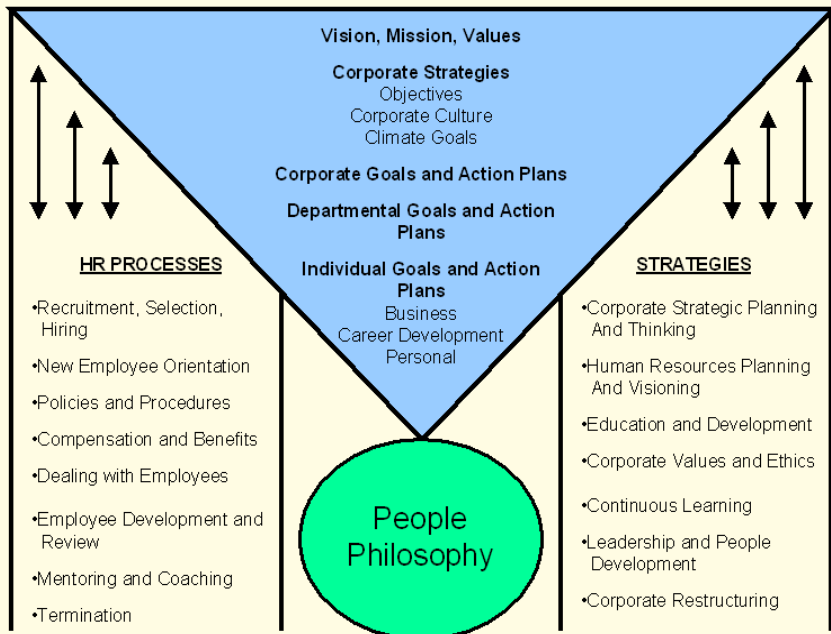 Vision, Mission, Values
Corporate Strategies
Objectives
Corporate Culture
Climate Goals
Corporate Goals and Action Plans
Departmental Goals and Action
Plans
Individual Goals and Action
Plans
Business
Career Development
Personal
HR PROCESSES
•Recruitment, Selection,
Hiring
•New Employee Orientation
•Policies and Procedures
•Compensation and Benefits
•Dealing with Employees
•Employee Development and
Review
•Mentoring and Coaching
•Termination
People
Philosophy
STRATEGIES
•Corporate Strategic Planning
And Thinking
•Human Resources Planning
And Visioning
•Education and Development
•Corporate Values and Ethics
•Continuous Learning
•Leadership and People
Development
•Corporate Restructuring